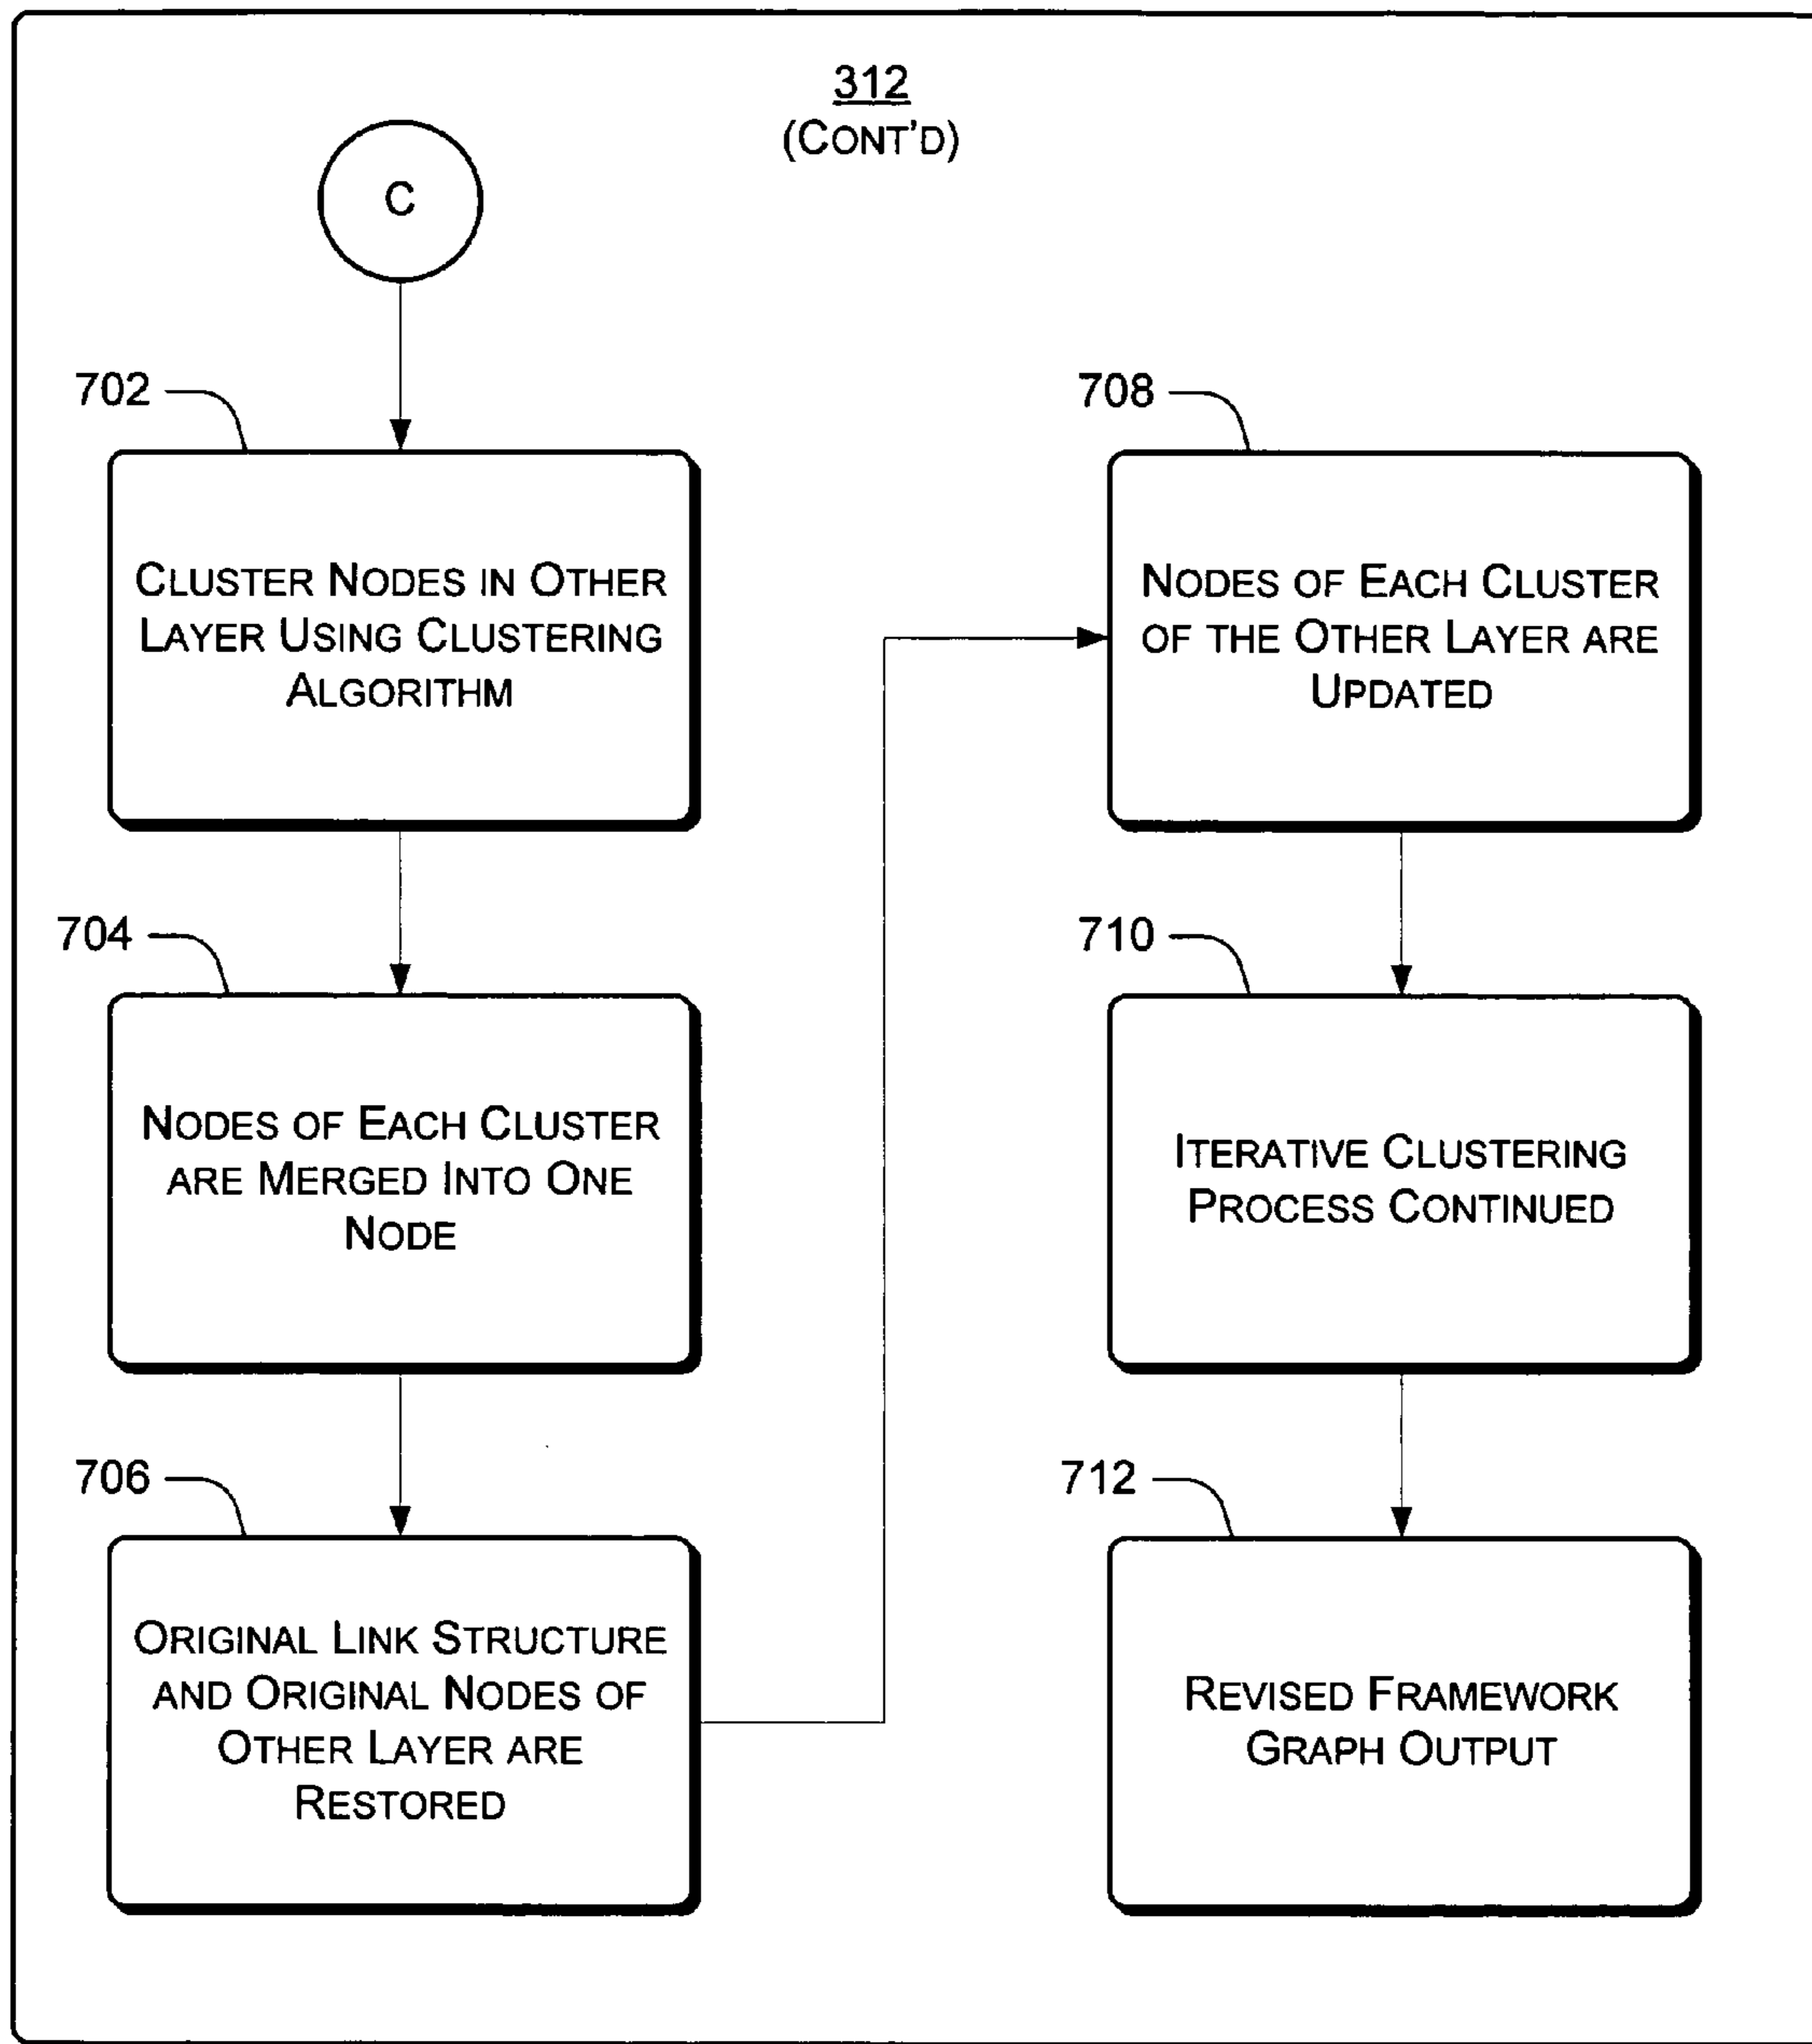 312
(CONT'D)
C
702
CLUSTER NODES IN OTHER
LAYER USING CLUSTERING
ALGORITHM
704
NODES OF EACH CLUSTER
ARE MERGED INTO ONE
NODE
706
ORIGINAL LINK STRUCTURE
AND ORIGINAL NODES OF
OTHER LAYER ARE
RESTORED
708
NODES OF EACH CLUSTER
OF THE OTHER LAYER ARE
UPDATED
710
ITERATIVE CLUSTERING
PROCESS CONTINUED
712
REVISED FRAMEWORK
GRAPH OUTPUT